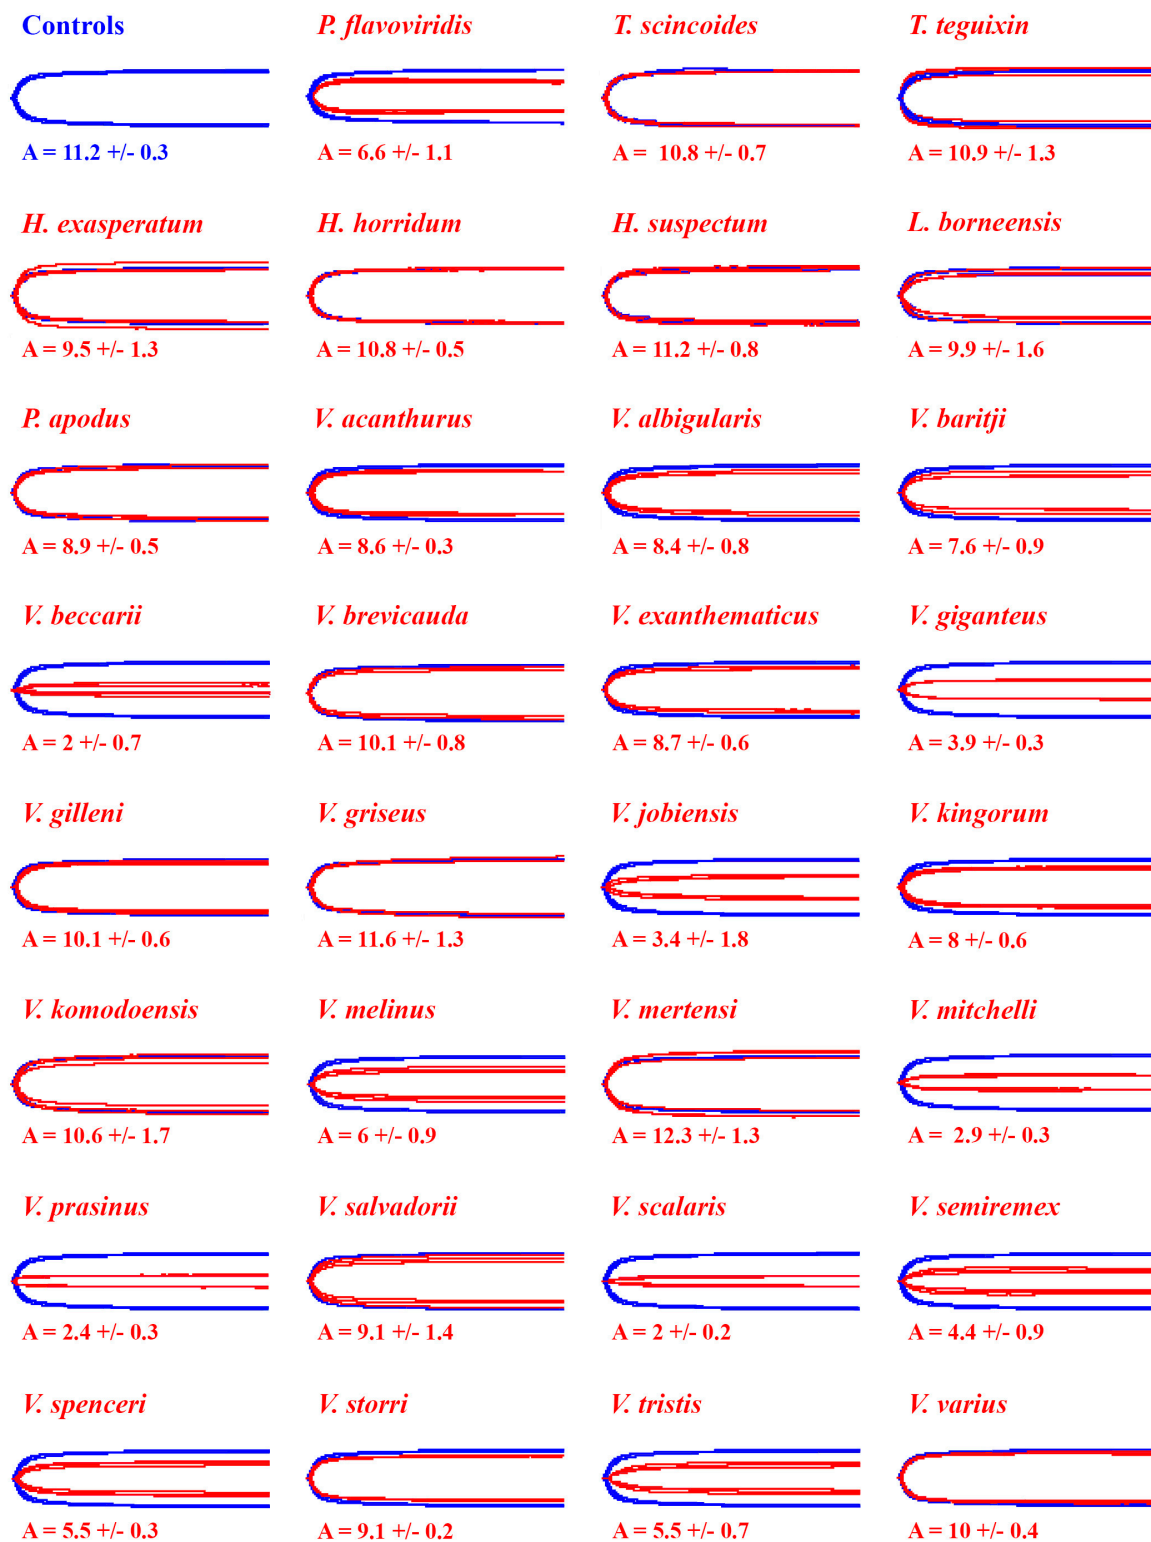 Controls
P. flavoviridis
T. scincoides
T. teguixin
A = 11.2 +/- 0.3
A = 6.6 +/- 1.1
A =  10.8 +/- 0.7
A = 10.9 +/- 1.3
H. exasperatum
H. horridum
H. suspectum
L. borneensis
A = 9.5 +/- 1.3
A = 10.8 +/- 0.5
A = 11.2 +/- 0.8
A = 9.9 +/- 1.6
P. apodus
V. acanthurus
V. albigularis
V. baritji
A = 8.9 +/- 0.5
A = 8.6 +/- 0.3
A = 8.4 +/- 0.8
A = 7.6 +/- 0.9
V. beccarii
V. brevicauda
V. exanthematicus
V. giganteus
A = 2 +/- 0.7
A = 10.1 +/- 0.8
A = 8.7 +/- 0.6
A = 3.9 +/- 0.3
V. gilleni
V. griseus
V. jobiensis
V. kingorum
A = 10.1 +/- 0.6
A = 11.6 +/- 1.3
A = 3.4 +/- 1.8
A = 8 +/- 0.6
V. komodoensis
V. melinus
V. mertensi
V. mitchelli
A = 10.6 +/- 1.7
A = 6 +/- 0.9
A = 12.3 +/- 1.3
A =  2.9 +/- 0.3
V. prasinus
V. salvadorii
V. scalaris
V. semiremex
A = 2.4 +/- 0.3
A = 9.1 +/- 1.4
A = 2 +/- 0.2
A = 4.4 +/- 0.9
V. spenceri
V. storri
V. tristis
V. varius
A = 5.5 +/- 0.3
A = 9.1 +/- 0.2
A = 5.5 +/- 0.7
A = 10 +/- 0.4